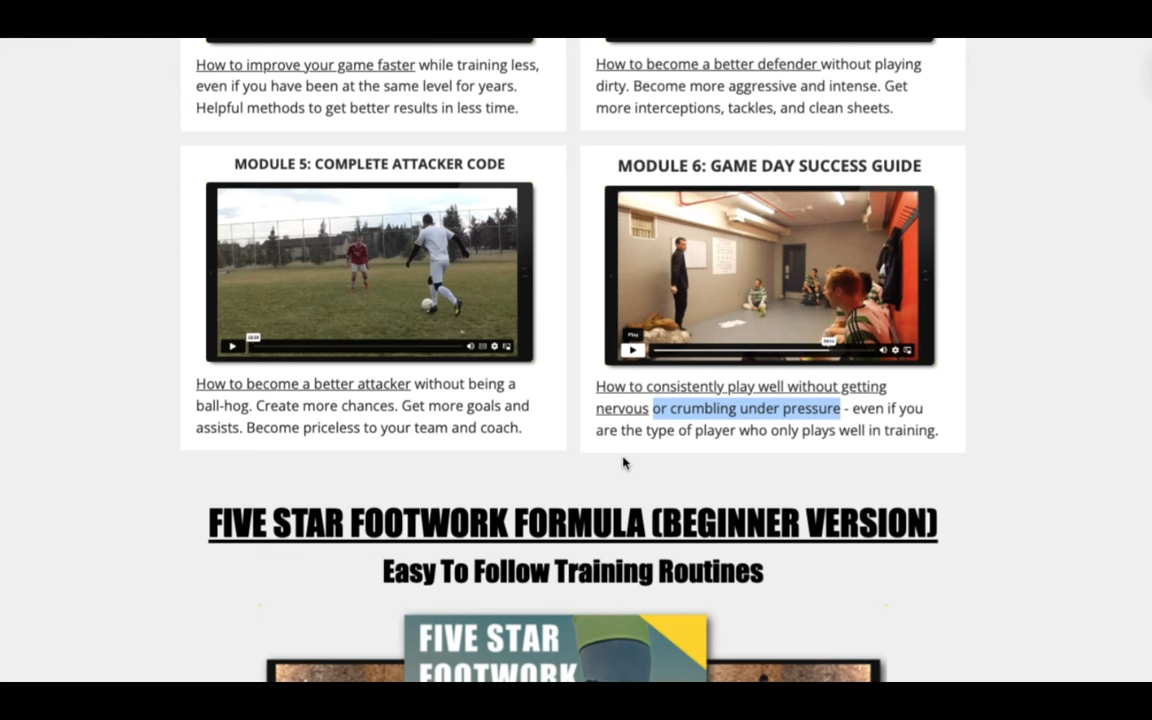 How to improve your game faster while training less,
even if you have been at the same level for years.
Helpful methods to get better results in less time.
How to become a better defender without playing
dirty. Become more aggressive and intense. Get
more interceptions, tackles, and clean sheets.
MODULE 5: COMPLETE ATTACKER CODE
How to become a better attacker without being a
ball-hog. Create more chances. Get more goals and
assists. Become priceless to your team and coach.
MODULE 6: GAME DAY SUCCESS GUIDE
Play
How to consistently play well without getting
nervous or crumbling under pressure - even if you
are the type of player who only plays well in training.
FIVE STAR FOOTWORK FORMULA (BEGINNER VERSION)
Easy To Follow Training Routines
FIVE STAR
FOOTWORK